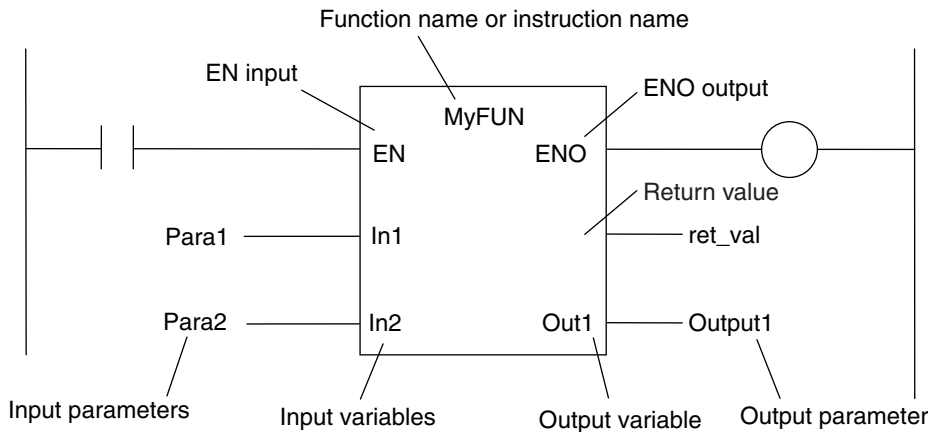 Function name or instruction name
EN input
ENO output
MyFUN
EN
ENO
Return value
Para1
In1
ret_val
Para2
In2
Out1
Output1
Input parameters
Input variables
Output variable
Output parameter